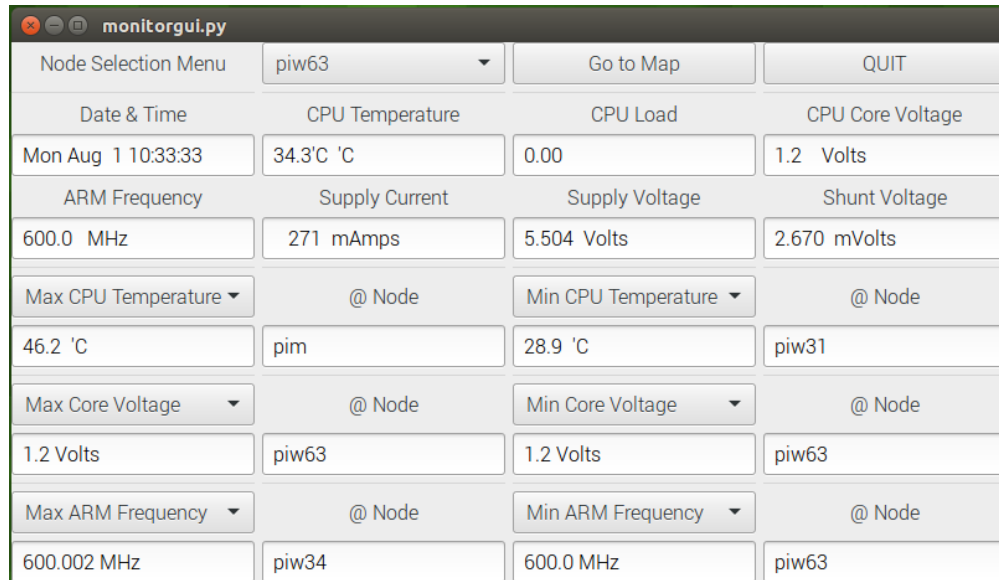 monitorgui.py
Node Selection Menu piw63 Go to Map QUIT
Date & Time CPU Temperature CPU Load CPU Core Voltage
Mon Aug  1 10:33:33 34.3'C 'C 0.00 1.2 Volts
ARM Frequency Supply Current Supply Voltage Shunt Voltage
600.0 MHz 271 mAmps 5.504 Volts 2.670 mVolts
Max CPU Temperature @ Node Min CPU Temperature @ Node
46.2 'C pim 28.9 'C piw31
Max Core Voltage @ Node Min Core Voltage @ Node
1.2 Volts piw63 1.2 Volts piw63
Max ARM Frequency @ Node Min ARM Frequency @ Node
600.002 MHz piw34 600.0 MHz piw63